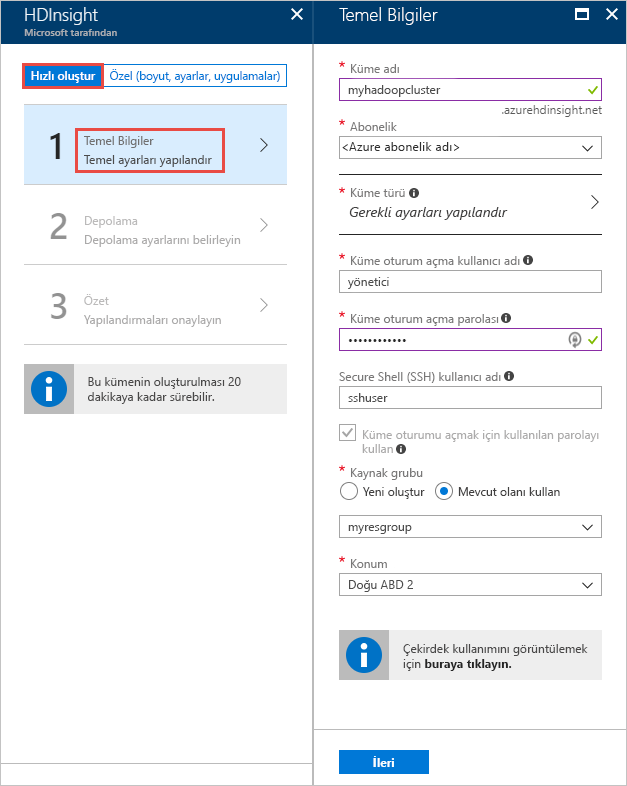 HDInsight
Microsoft tarafından
Hızlı oluştur
Özel (boyut, ayarlar, uygulamalar)
1
Temel Bilgiler
Temel ayarları yapılandır
2
Depolama
Depolama ayarlarını belirleyin
3
Özet
Yapılandırmaları onaylayın
Bu kümenin oluşturulması 20
dakikaya kadar sürebilir.
Temel Bilgiler
* Küme adı
myhadoopcluster
.azurehdinsight.net
* Abonelik
<Azure abonelik adı>
* Küme türü
Gerekli ayarları yapılandır
* Küme oturum açma kullanıcı adı
yönetici
* Küme oturum açma parolası
••••••••••••
Secure Shell (SSH) kullanıcı adı
sshuser
Küme oturumu açmak için kullanılan parolayı
kullan
* Kaynak grubu
Yeni oluştur
Mevcut olanı kullan
myresgroup
* Konum
Doğu ABD 2
Çekirdek kullanımını görüntülemek
için buraya tıklayın.
İleri